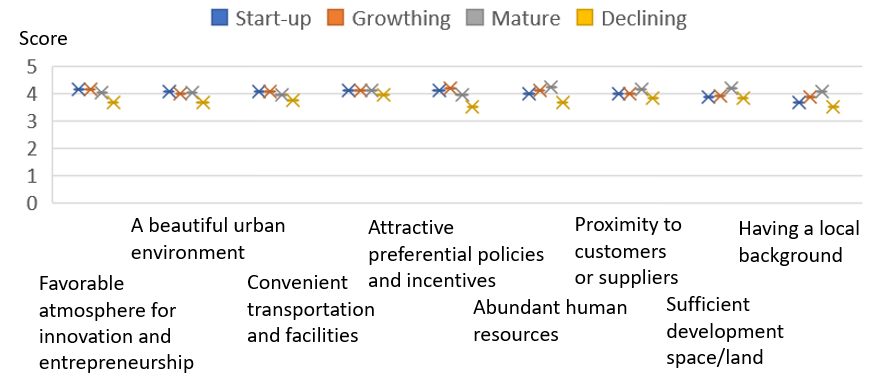 Start-up Growthing Mature Declining
Score
5
4
3
2
1
0
Favorable
atmosphere for
innovation and
entrepreneurship
A beautiful urban
environment
Convenient
transportation
and facilities
Attractive
preferential policies
and incentives
Abundant human
resources
Proximity to
customers
or suppliers
Sufficient
development
space/land
Having a local
background